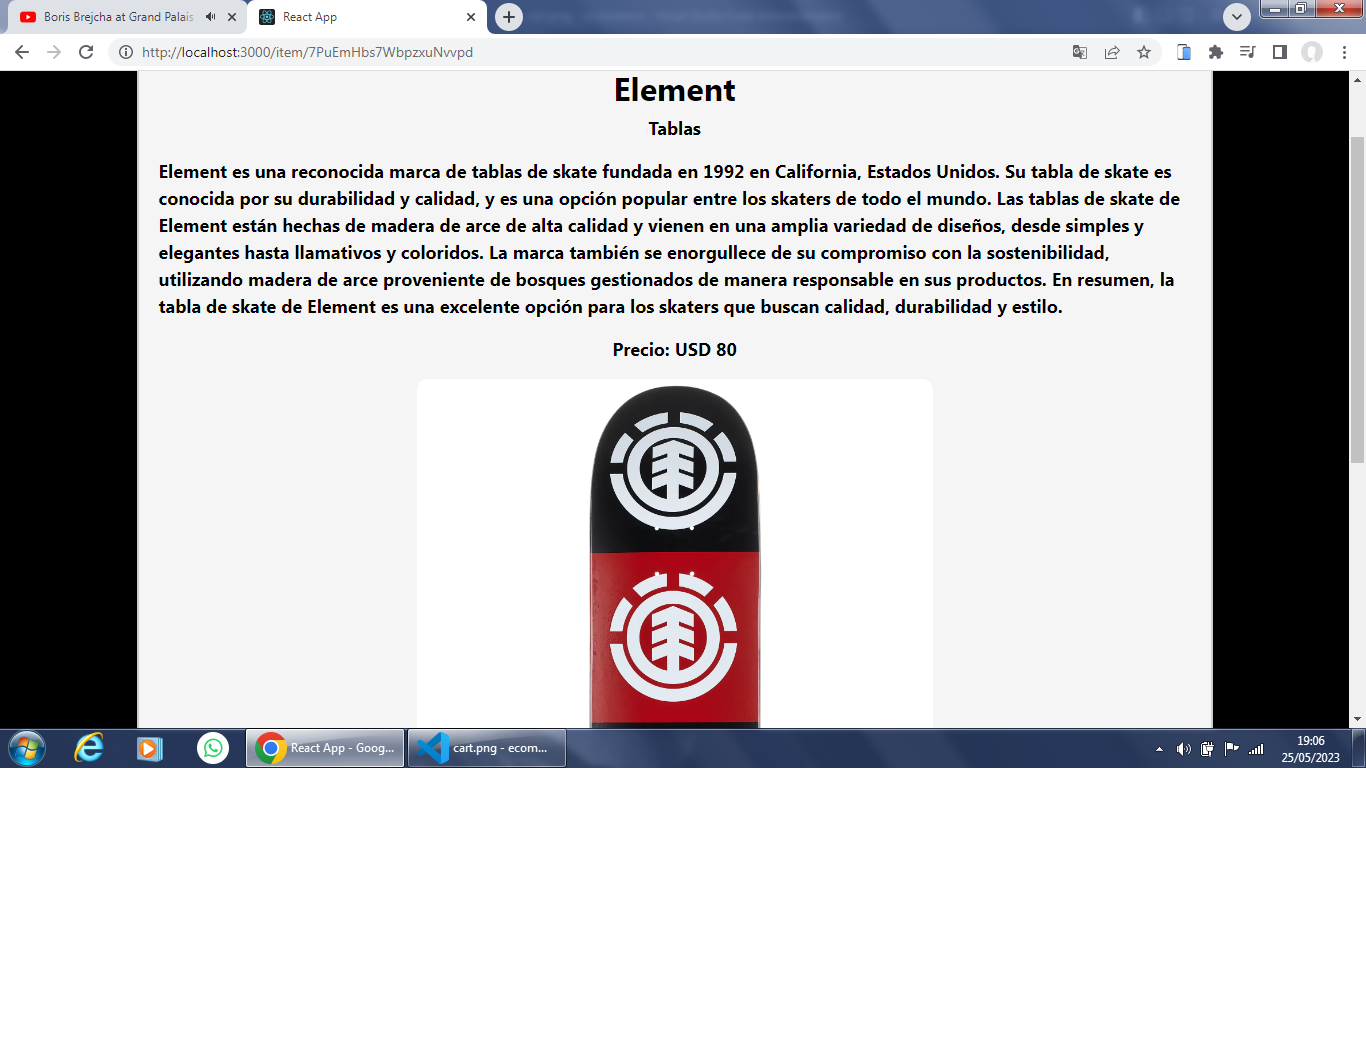 Boris Brejcha at Grand Palais
React App
http://localhost:3000/item/7PuEmHbs7WbpzxuNvvpd
Element
Tablas
Element es una reconocida marca de tablas de skate fundada en 1992 en California, Estados Unidos. Su tabla de skate es
conocida por su durabilidad y calidad, y es una opción popular entre los skaters de todo el mundo. Las tablas de skate de
Element están hechas de madera de arce de alta calidad y vienen en una amplia variedad de diseños, desde simples y
elegantes hasta llamativos y coloridos. La marca también se enorgullece de su compromiso con la sostenibilidad,
utilizando madera de arce proveniente de bosques gestionados de manera responsable en sus productos. En resumen, la
tabla de skate de Element es una excelente opción para los skaters que buscan calidad, durabilidad y estilo.
Precio: USD 80
React App - Goog...
cart.png - ecom...
19:06
25/05/2023